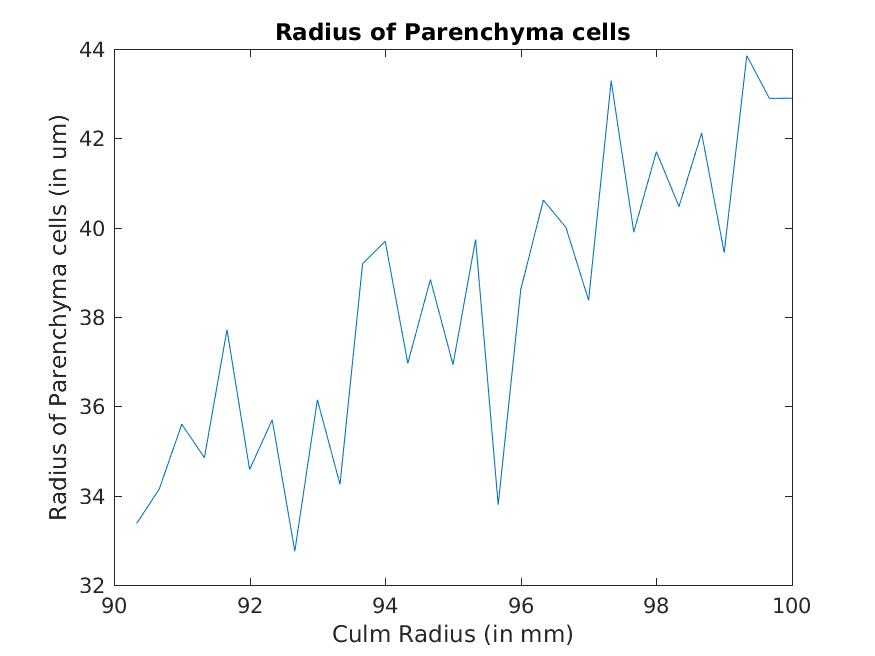 Radius of Parenchyma cells
44
42
40
38
36
34
32
Radius of Parenchyma cells (in um)
90 92 94 96 98 100
Culm Radius (in mm)